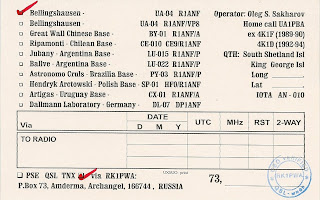 Bellingshausen - UA-04 R1ANF Operator: Oleg S. Sakharov
Bellingshausen - UA-04 R1ANF/VP8 Home call UA1PBA
Great Wall Chinese Base - BY-01 R1ANF/A ex 4K1F (1989-90)
Ripamonti - Chilean Base - CE-010 CE9/R1ANF 4K1D (1992-94)
Jubany - Argentina Base - LU-015 R1ANF/P QTH: South Shetland Isl
Balive - Argentina Base - LU-022 R1ANF/P King George Isl
Astronomo Cruls - Brazilia Base - PY-03 R1ANF/P Long
Hendryk Arctowski - Polish Base - SP-01 HF0/R1ANF Lat
Artigas - Uruguay Base - CX-01 R1ANF/A IOTA AN - 010
Dallmann Laboratory - Germany - DL-07 DP1ANF
Via DATE UTC MHz RST 2-WAY
D M Y
TO RADIO
PSE QSL TNX via RK1PWA: 73,
P.Box 73, Amderma, Archangel, 166744 , RUSSIA
RK1PWA